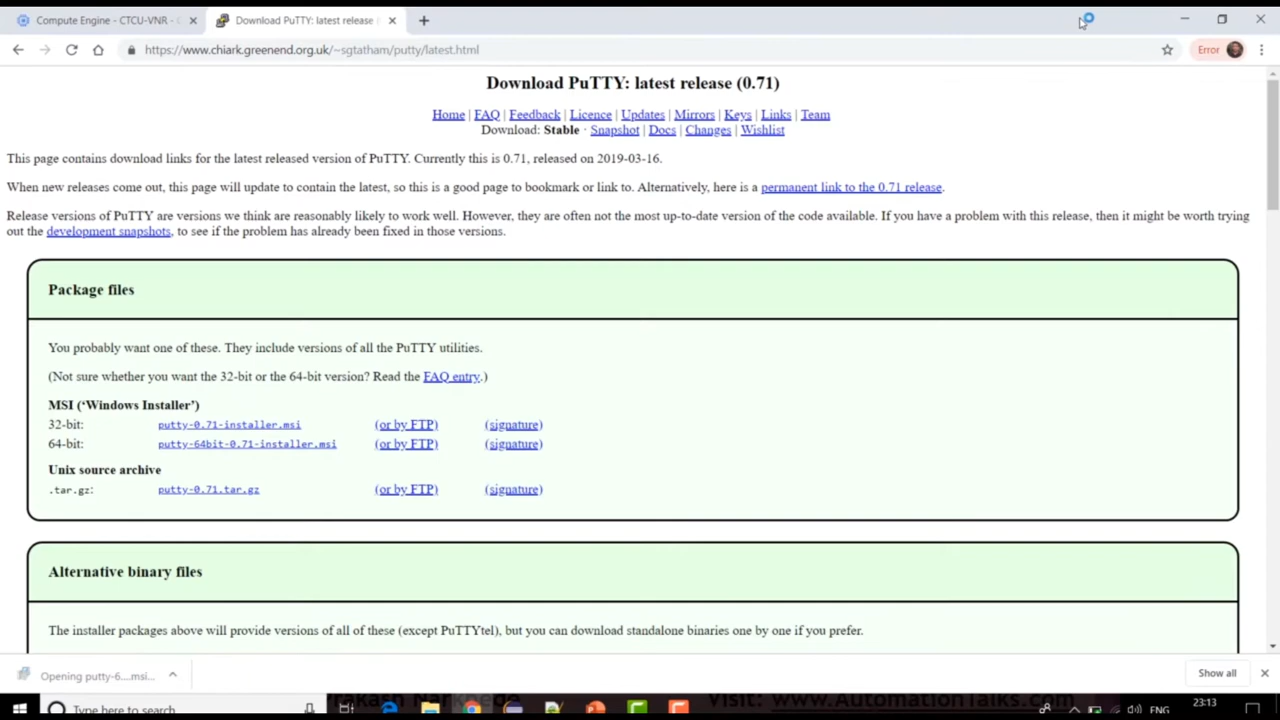 Compute Engine - CTCU-VNR -
Download PuTTY: latest release
https://www.chiark.greenend.org.uk/~sgtatham/putty/latest.html
Error
Download PuTTY: latest release (0.71)
Home | FAQ | Feedback | Licence | Updates | Mirrors | Keys | Links | Team
Download: Stable · Snapshot | Docs | Changes | Wishlist
This page contains download links for the latest released version of PuTTY. Currently this is 0.71, released on 2019-03-16.
When new releases come out, this page will update to contain the latest, so this is a good page to bookmark or link to. Alternatively, here is a permanent link to the 0.71 release.
Release versions of PuTTY are versions we think are reasonably likely to work well. However, they are often not the most up-to-date version of the code available. If you have a problem with this release, then it might be worth trying
out the development snapshots, to see if the problem has already been fixed in those versions.
Package files
You probably want one of these. They include versions of all the PuTTY utilities.
(Not sure whether you want the 32-bit or the 64-bit version? Read the FAQ entry.)
MSI (‘Windows Installer’)
32-bit: putty-0.71-installer.msi (or by FTP) (signature)
64-bit: putty-64bit-0.71-installer.msi (or by FTP) (signature)
Unix source archive
.tar.gz: putty-0.71.tar.gz (or by FTP) (signature)
Alternative binary files
The installer packages above will provide versions of all of these (except PuTTYtel), but you can download standalone binaries one by one if you prefer.
Opening putty-6....msi...
Show all
Type here to search
Visit: www.AutomationTalks.com
ENG
23:13